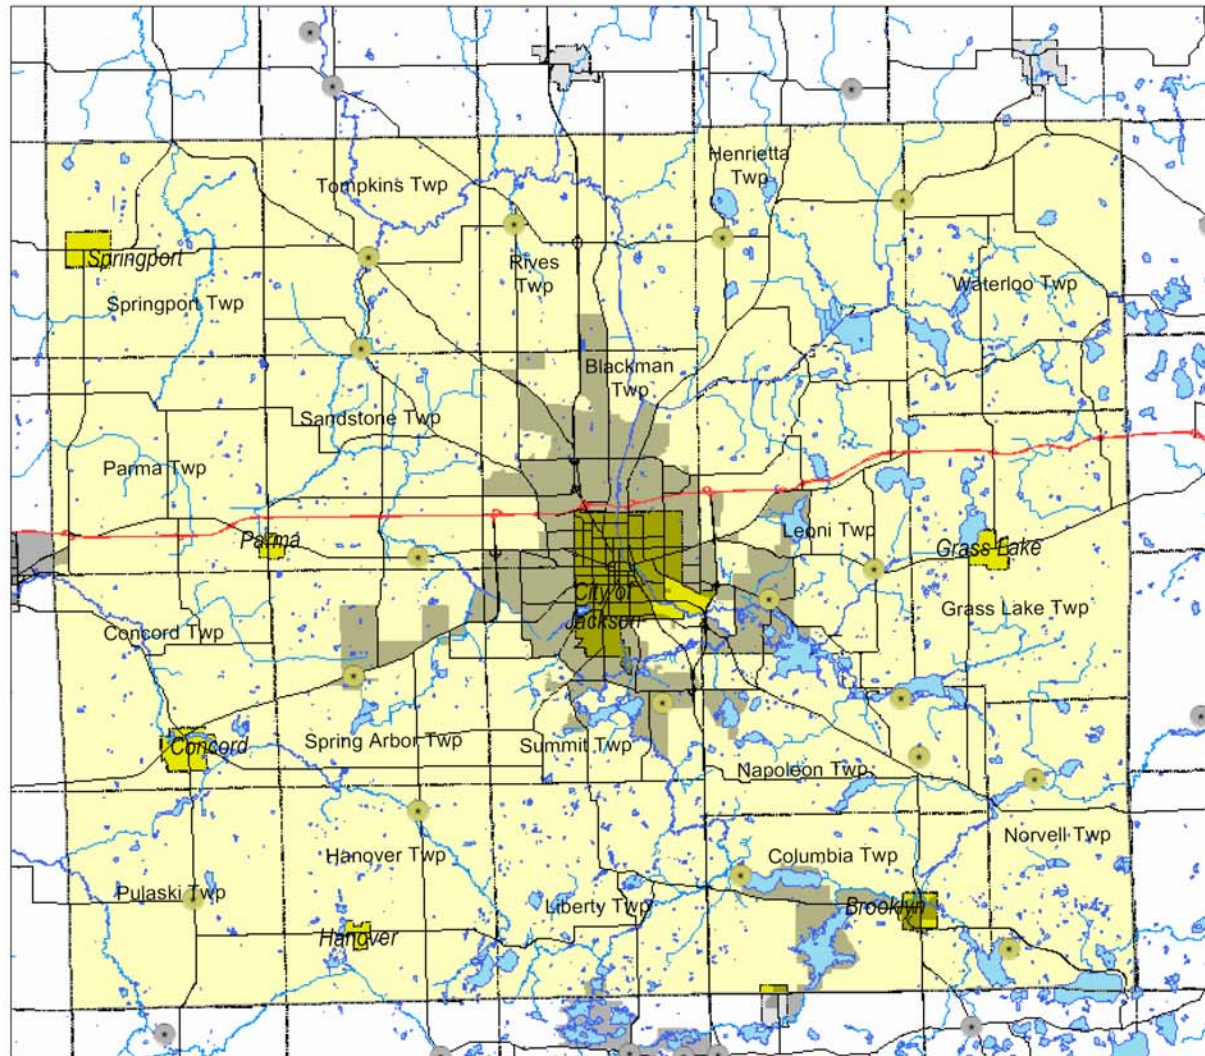 Henrietta
Twp
Tompkins Twp
Springport
Rives
Twp
Waterloo Twp
Springport Twp
Blackman
Twp
Sandstone Twp
Parma Twp
Leoni Twp
Parma
Grass Lake
City of
Jackson
Grass Lake Twp
Concord Twp
Concord
Spring Arbor Twp
Summit Twp
Napoleon Twp
Norvell Twp
Hanover Twp
Columbia Twp
Pulaski Twp
Liberty Twp
Brooklyn
Hanover